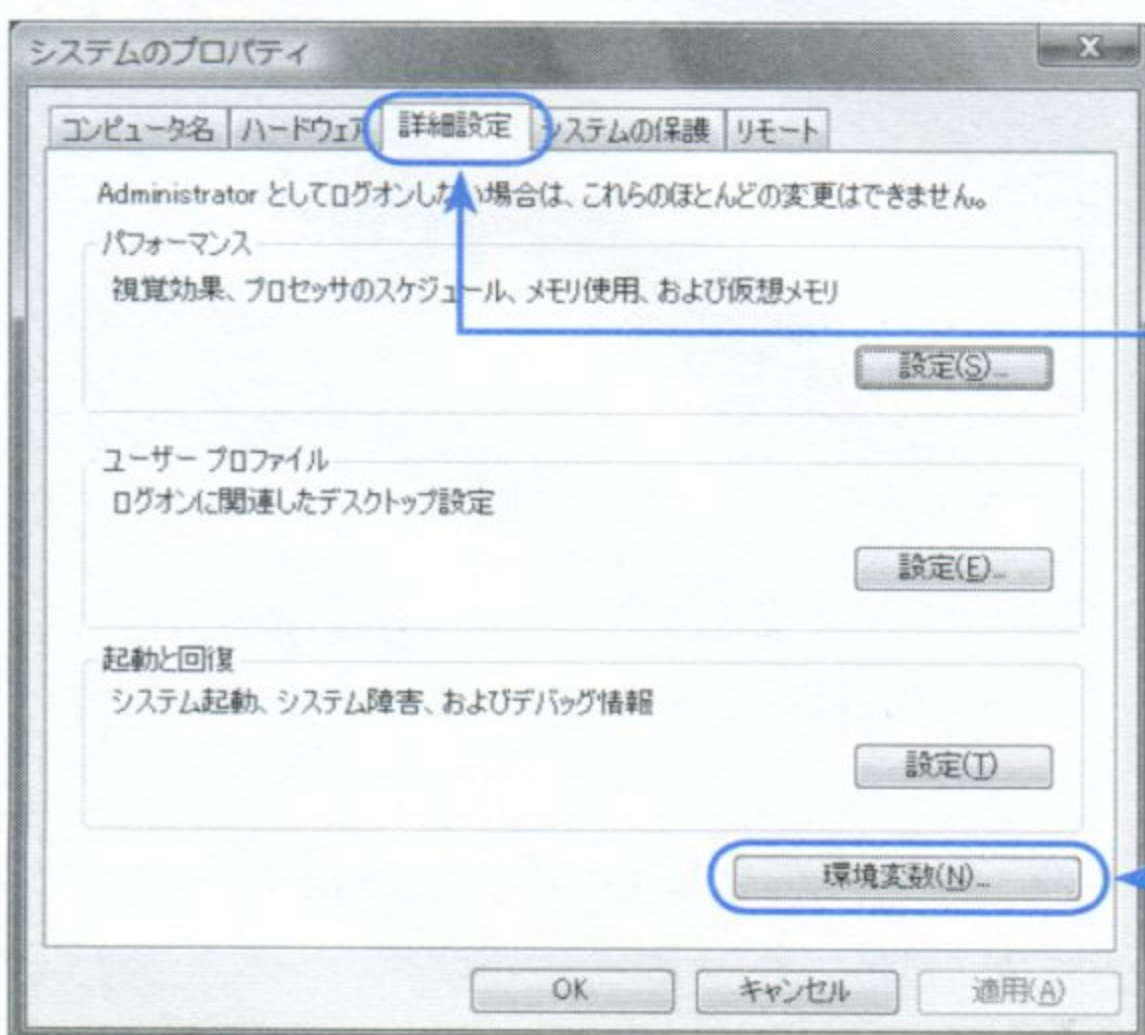 システムのプロパティ
X
コンピュータ名 ハードウェア 詳細設定 システムの保護 リモート
Administrator としてログオンしない場合は、これらのほとんどの変更はできません。
パフォーマンス
視覚効果、プロセッサのスケジュール、メモリ使用、および仮想メモリ
設定(S)...
ユーザー プロファイル
ログオンに関連したデスクトップ設定
設定(E)...
起動と回復
システム起動、システム障害、およびデバッグ情報
設定(T)
環境変数(N)...
OK キャンセル 適用(A)